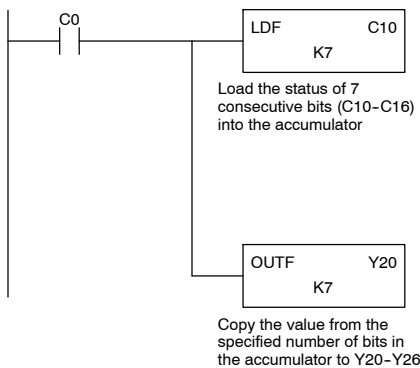 C0
LDF C10
K7
Load the status of 7
consecutive bits (C10-C16)
into the accumulator
OUTF Y20
K7
Copy the value from the
specified number of bits in
the accumulator to Y20-Y26